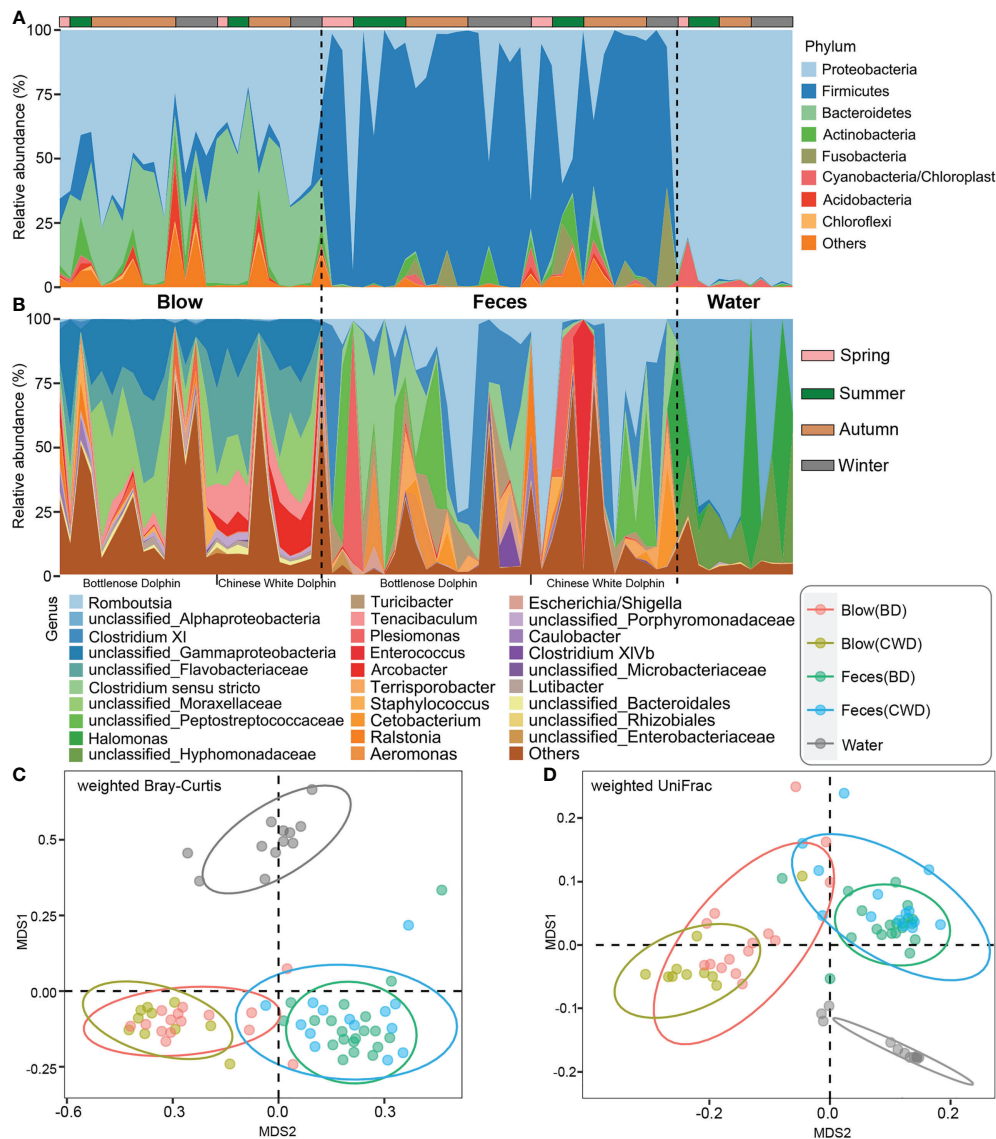 A
Relative abundance (%)
100
75
50
25
0
Phylum
Proteobacteria
Firmicutes
Bacteroidetes
Actinobacteria
Fusobacteria
Cyanobacteria/Chloroplast
Acidobacteria
Chloroflexi
Others
Blow
Feces
Water
B
Relative abundance (%)
100
75
50
25
0
Bottlenose Dolphin
Chinese White Dolphin
Bottlenose Dolphin
Chinese White Dolphin
Spring
Summer
Autumn
Winter
Genus
Romboutsia
unclassified_Alphaproteobacteria
Clostridium XI
unclassified_Gammaproteobacteria
unclassified_Flavobacteriaceae
Clostridium sensu stricto
unclassified_Moraxellaceae
unclassified_Peptostreptococcaceae
Halomonas
unclassified_Hyphomonadaceae
Turicibacter
Tenacibaculum
Plesiomonas
Enterococcus
Arcobacter
Terrisporobacter
Staphylococcus
Cetobacterium
Ralstonia
Aeromonas
Escherichia/Shigella
unclassified_Porphyromonadaceae
Caulobacter
Clostridium XIVb
unclassified_Microbacteriaceae
Lutibacter
unclassified_Bacteroidales
unclassified_Rhizobiales
unclassified_Enterobacteriaceae
Others
Blow(BD)
Blow(CWD)
Feces(BD)
Feces(CWD)
Water
C
weighted Bray-Curtis
MDS1
0.5
0.25
0.00
-0.25
-0.6
0.3
0.0
0.3
MDS2
D
weighted UniFrac
MDS1
0.2
0.1
0.0
-0.1
-0.2
-0.2
0.0
0.2
MDS2